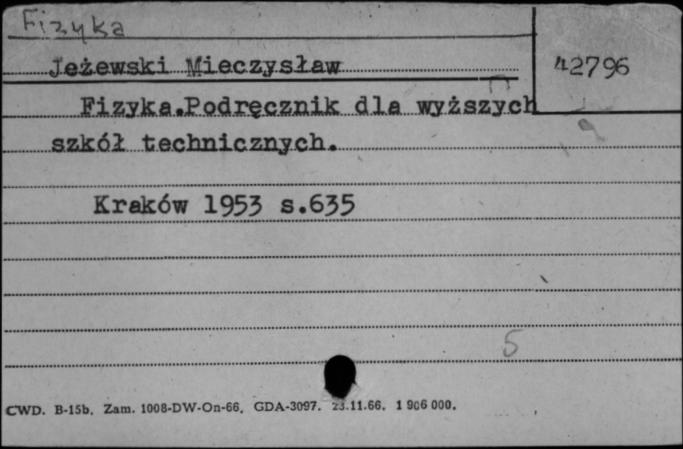 Fizyka
Jeżewski Mieczysław
42796
Fizyka.Podręcznik dla wyższych
szkół technicznych.
Kraków 1953 s.635
5
CWD. B-15b. Zam. 1008-DW-On-66. GDA-3097. 23.11.66. 1 906 000.